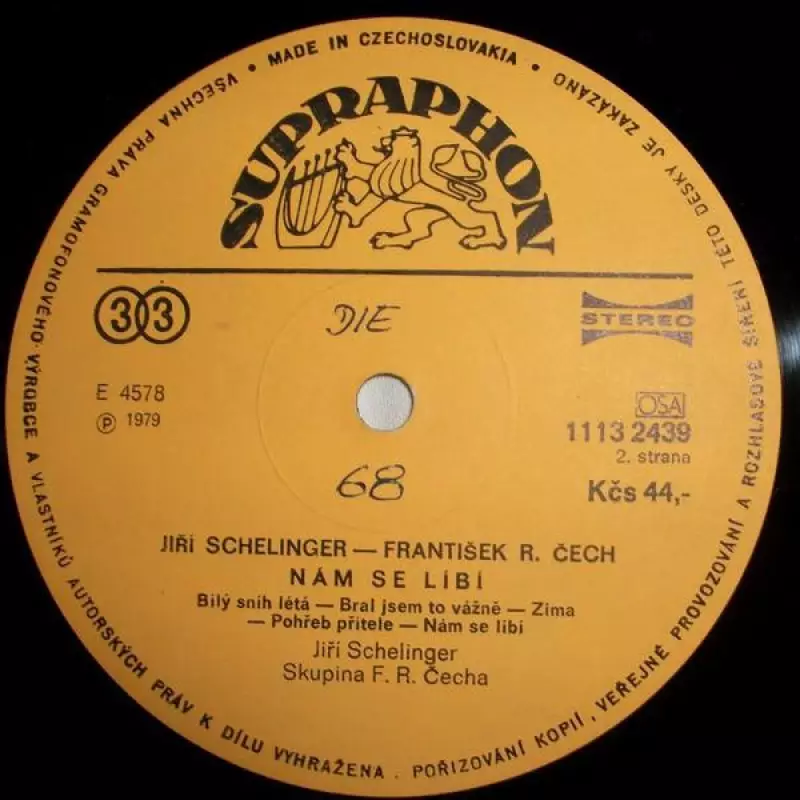 • MADE IN CZECHOSLOVAKIA •
VŠECHNA PRÁVA GRAMOFONOVÉHO VÝROBCE A VLASTNÍKŮ AUTORSKÝCH PRÁV K DÍLU VYHRAŽENA . POŘIZOVÁNÍ KOPIÍ, VEŘEJNÉ PROVOZOVÁNÍ A ROZHLASOVÉ ŠÍŘENÍ TÉTO DESKY JE ZAKÁZÁNO
SUPRAPHON
33
DIE
STEREO
E 4578
℗ 1979
OSA
1113 2439
2. strana
68
Kčs 44,-
JIŘÍ SCHELINGER — FRANTIŠEK R. ČECH
NÁM SE LÍBÍ
Bílý sníh létá — Bral jsem to vážně — Zima
— Pohřeb přítele — Nám se líbí
Jiří Schelinger
Skupina F. R. Čecha